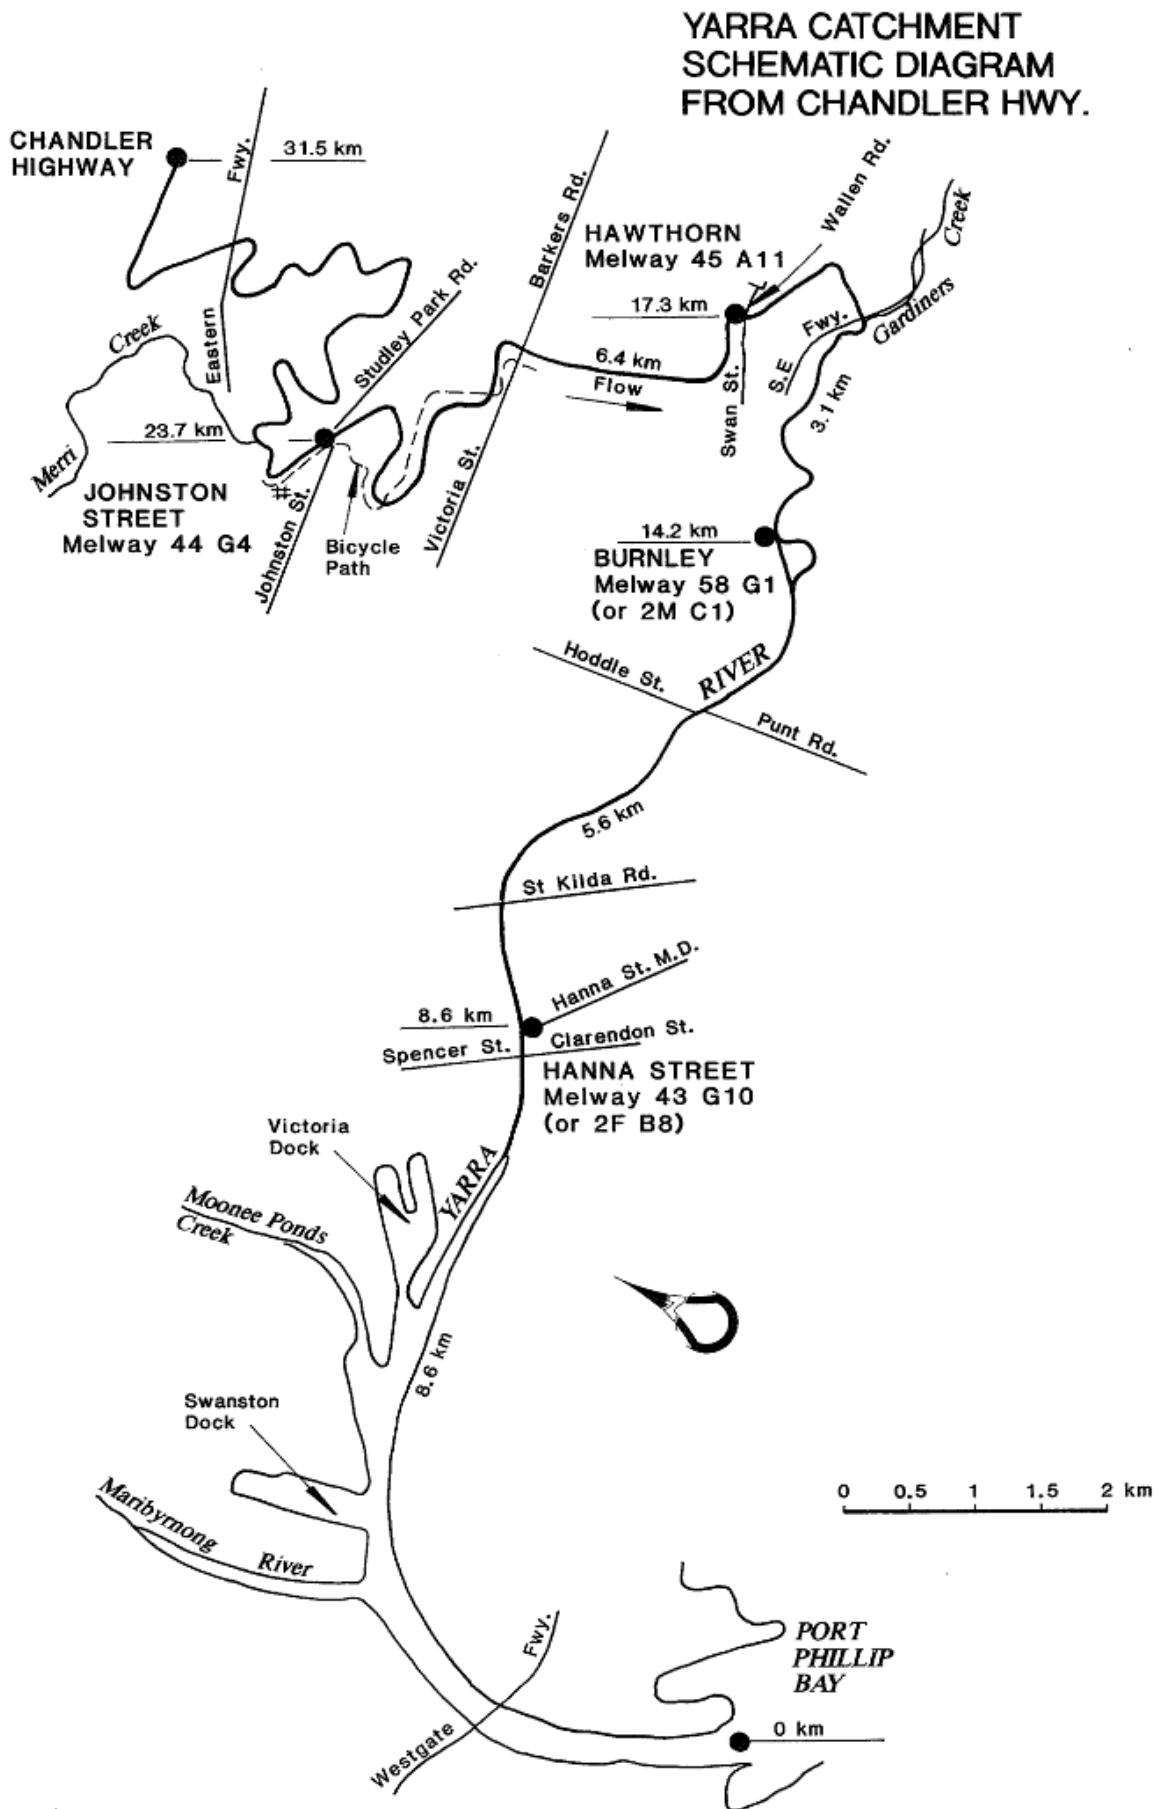 YARRA CATCHMENT
SCHEMATIC DIAGRAM
FROM CHANDLER HWY.
CHANDLER
HIGHWAY
31.5 km
Eastern Fwy.
Barkers Rd.
Wallen Rd.
Gardiners Creek
HAWTHORN
Melway 45 A11
17.3 km
Studley Park Rd.
Merri Creek
6.4 km
Flow
Swan St.
S.E Fwy.
3.1 km
23.7 km
JOHNSTON
STREET
Melway 44 G4
Johnston St.
Bicycle
Path
Victoria St.
14.2 km
BURNLEY
Melway 58 G1
(or 2M C1)
Hoddle St.
RIVER
Punt Rd.
5.6 km
St Kilda Rd.
Hanna St. M.D.
8.6 km
Spencer St.
Clarendon St.
HANNA STREET
Melway 43 G10
(or 2F B8)
Victoria
Dock
YARRA
Moonee Ponds
Creek
8.6 km
Swanston
Dock
Maribyrnong River
0 0.5 1 1.5 2 km
Westgate Fwy.
PORT
PHILLIP
BAY
0 km